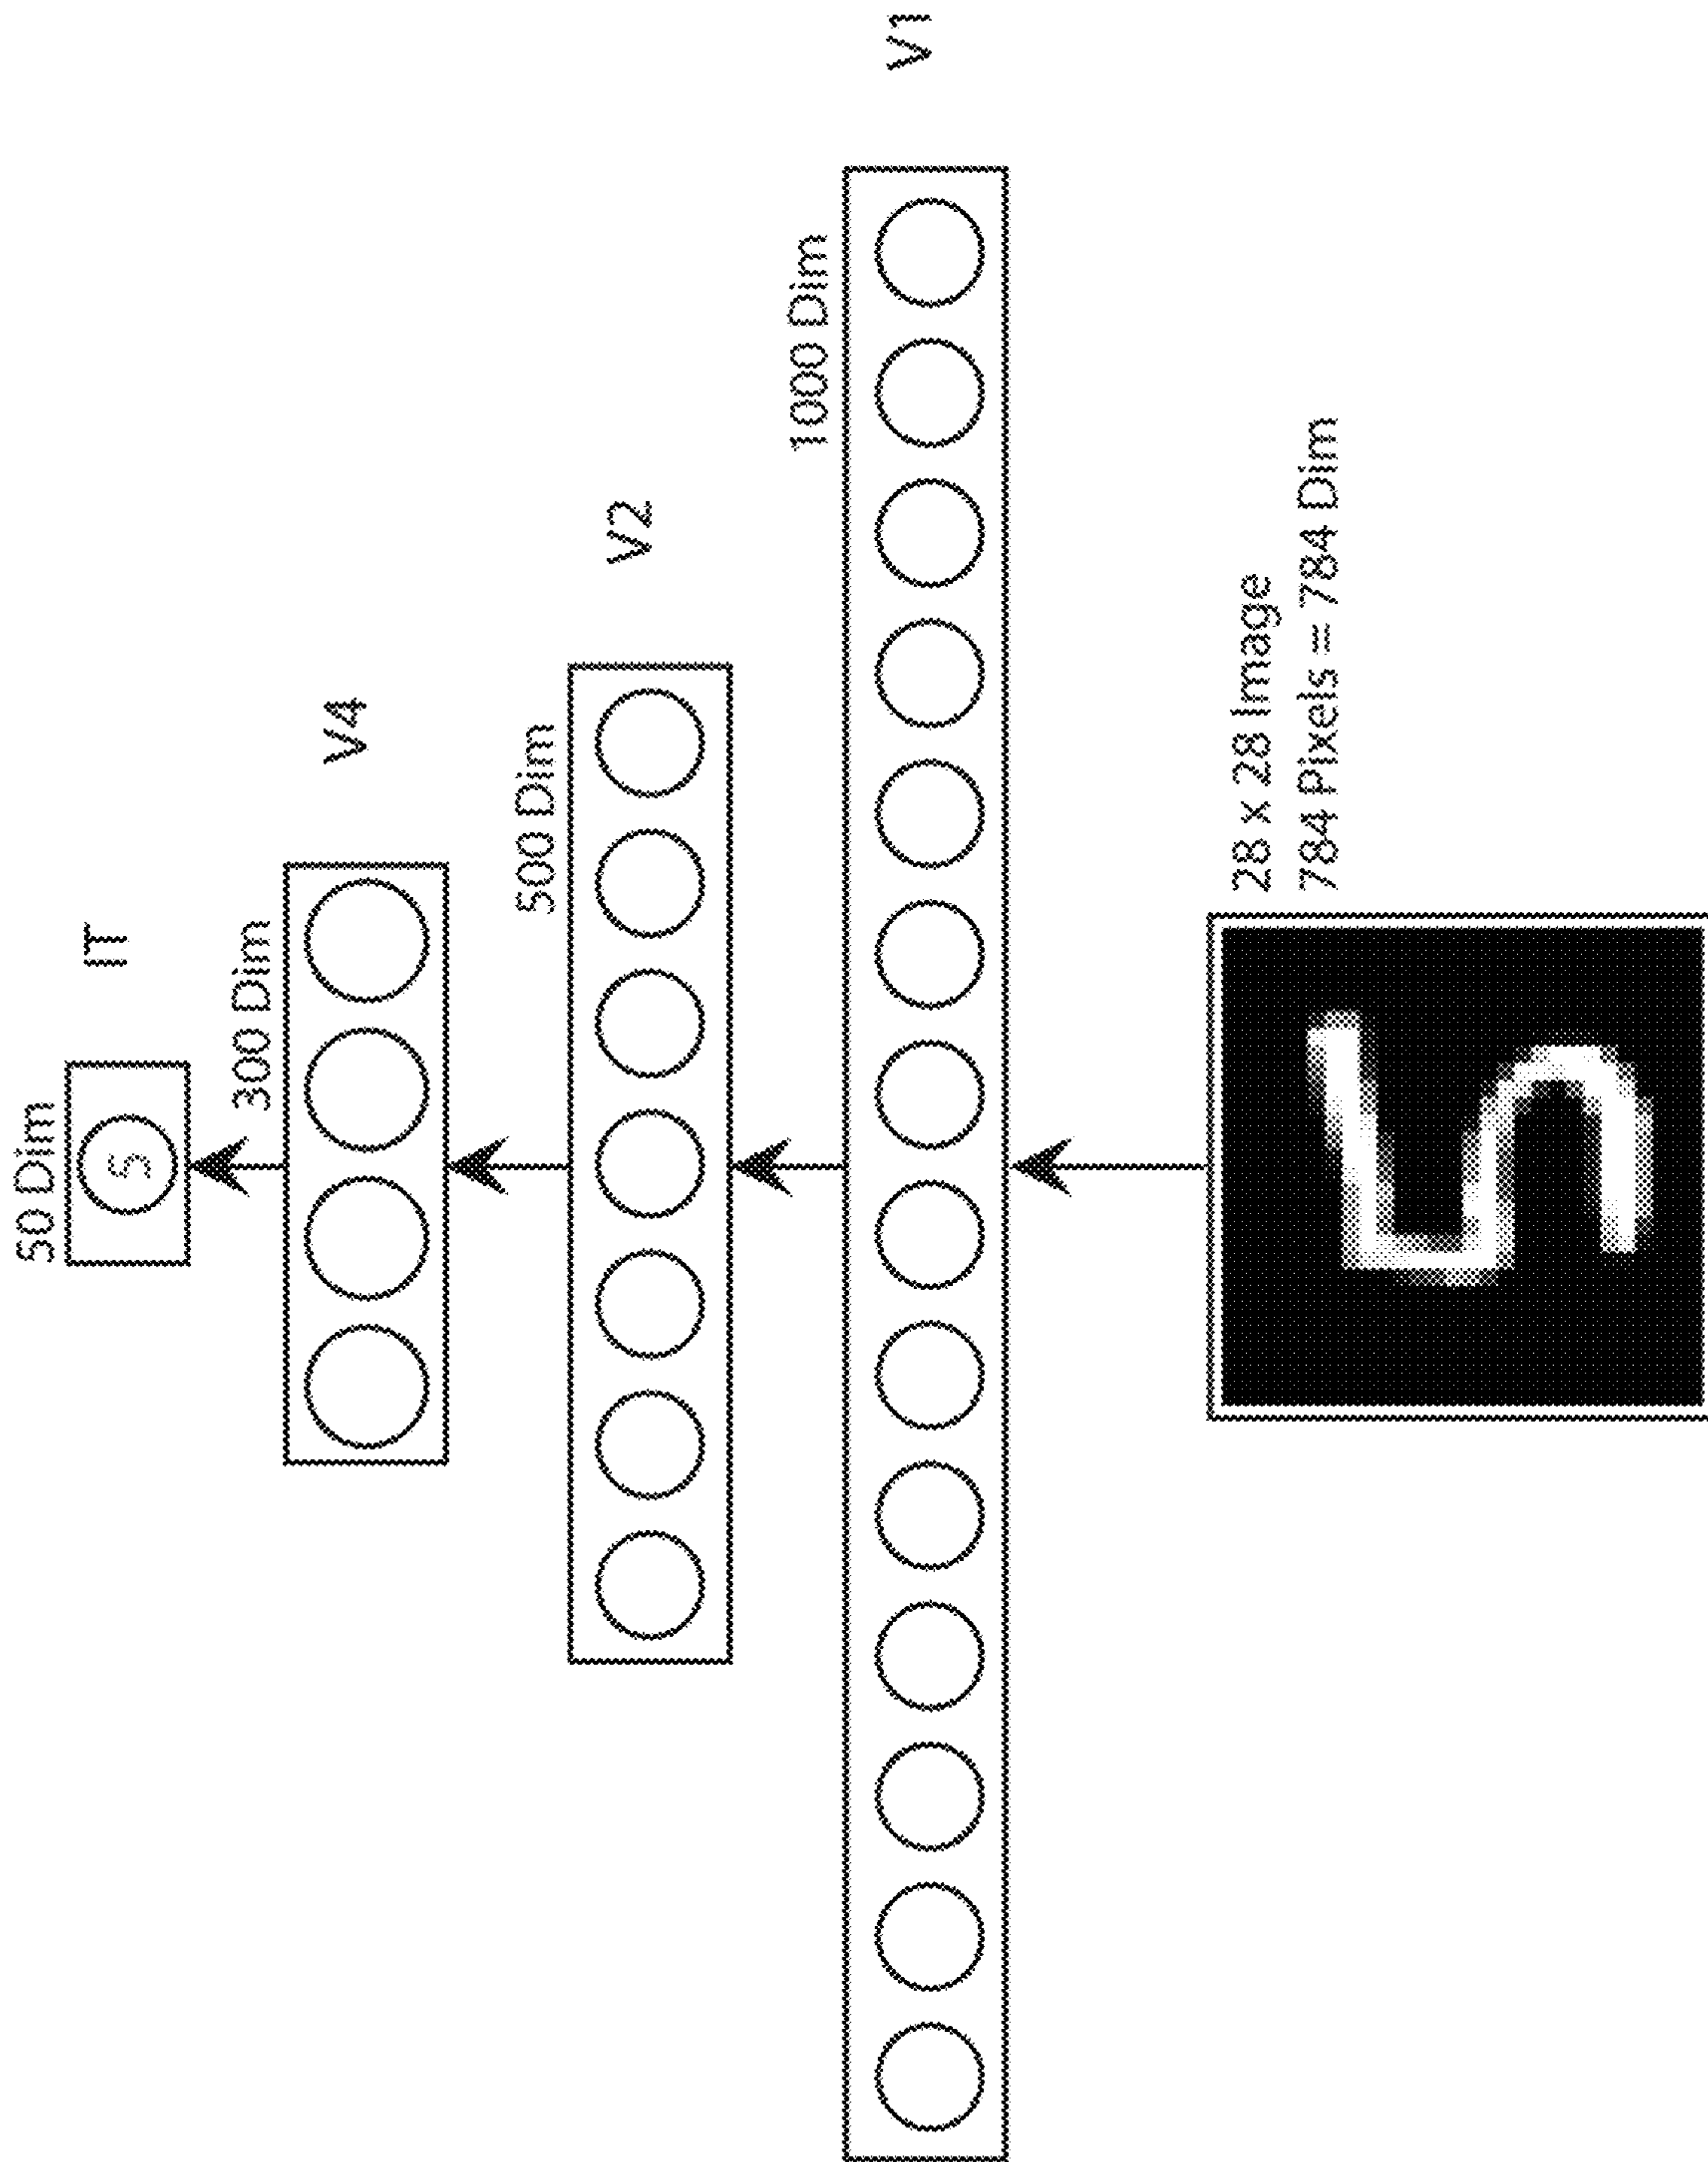 50 Dim
IT
5
300 Dim
V4
500 Dim
V2
1000 Dim
V1
28 x 28 Image
784 Pixels = 784 Dim
5